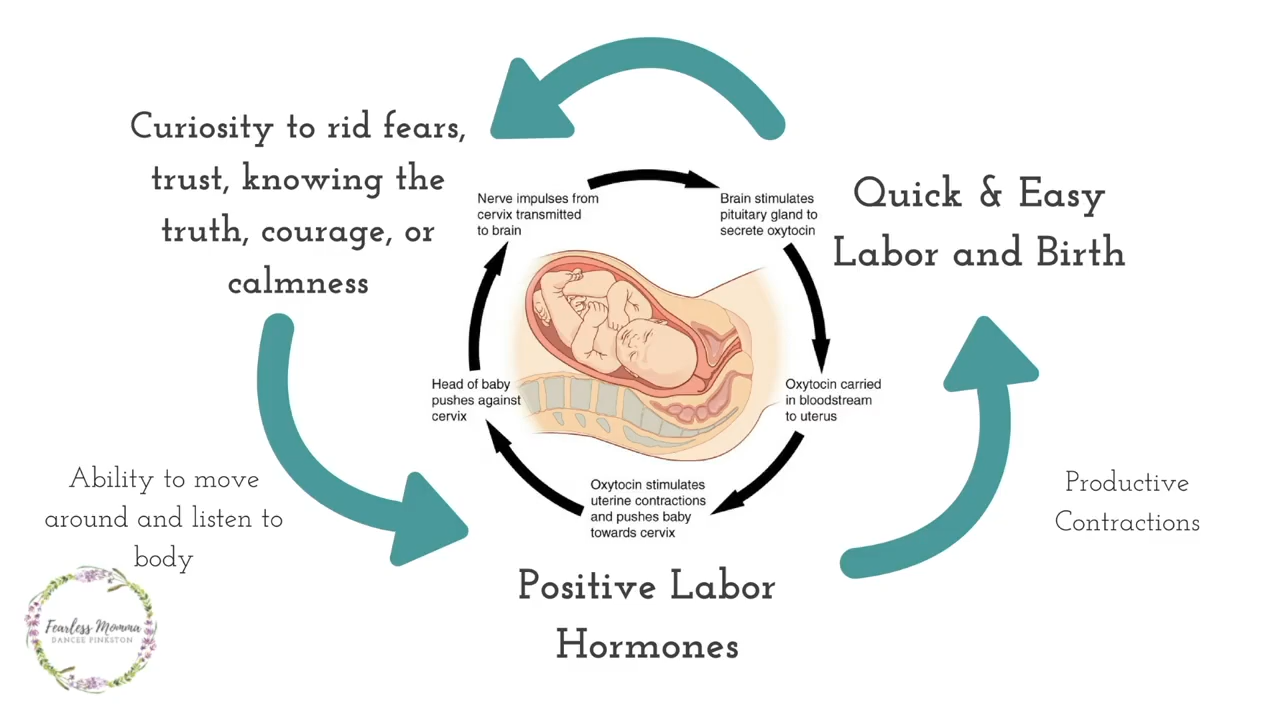 Curiosity to rid fears,
trust, knowing the
truth, courage, or
calmness
Nerve impulses from
cervix transmitted
to brain
Brain stimulates
pituitary gland to
secrete oxytocin
Quick & Easy
Labor and Birth
Head of baby
pushes against
cervix
Oxytocin carried
in bloodstream
to uterus
Oxytocin stimulates
uterine contractions
and pushes baby
towards cervix
Ability to move
around and listen to
body
Productive
Contractions
Positive Labor
Hormones
Fearless Momma
DANCEE PINKSTON